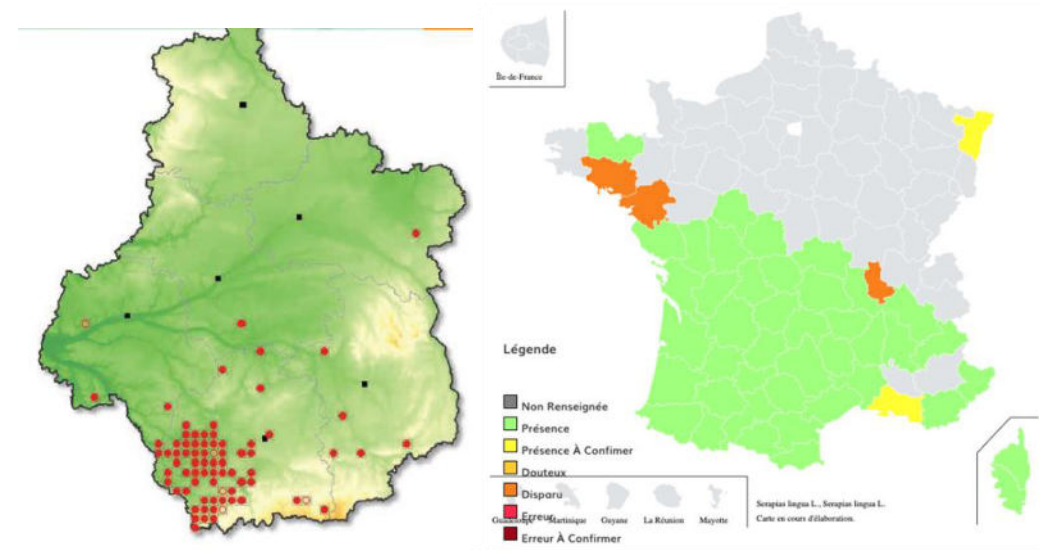 Île-de-France
Légende
Non Renseignée
Présence
Présence À Confimer
Douteux
Disparu
Erreur
Erreur À Confirmer
Guadeloupe
Martinique
Guyane
La Réunion
Mayotte
Serapias lingua L., Serapias lingua L.
Carte en cours d'élaboration.